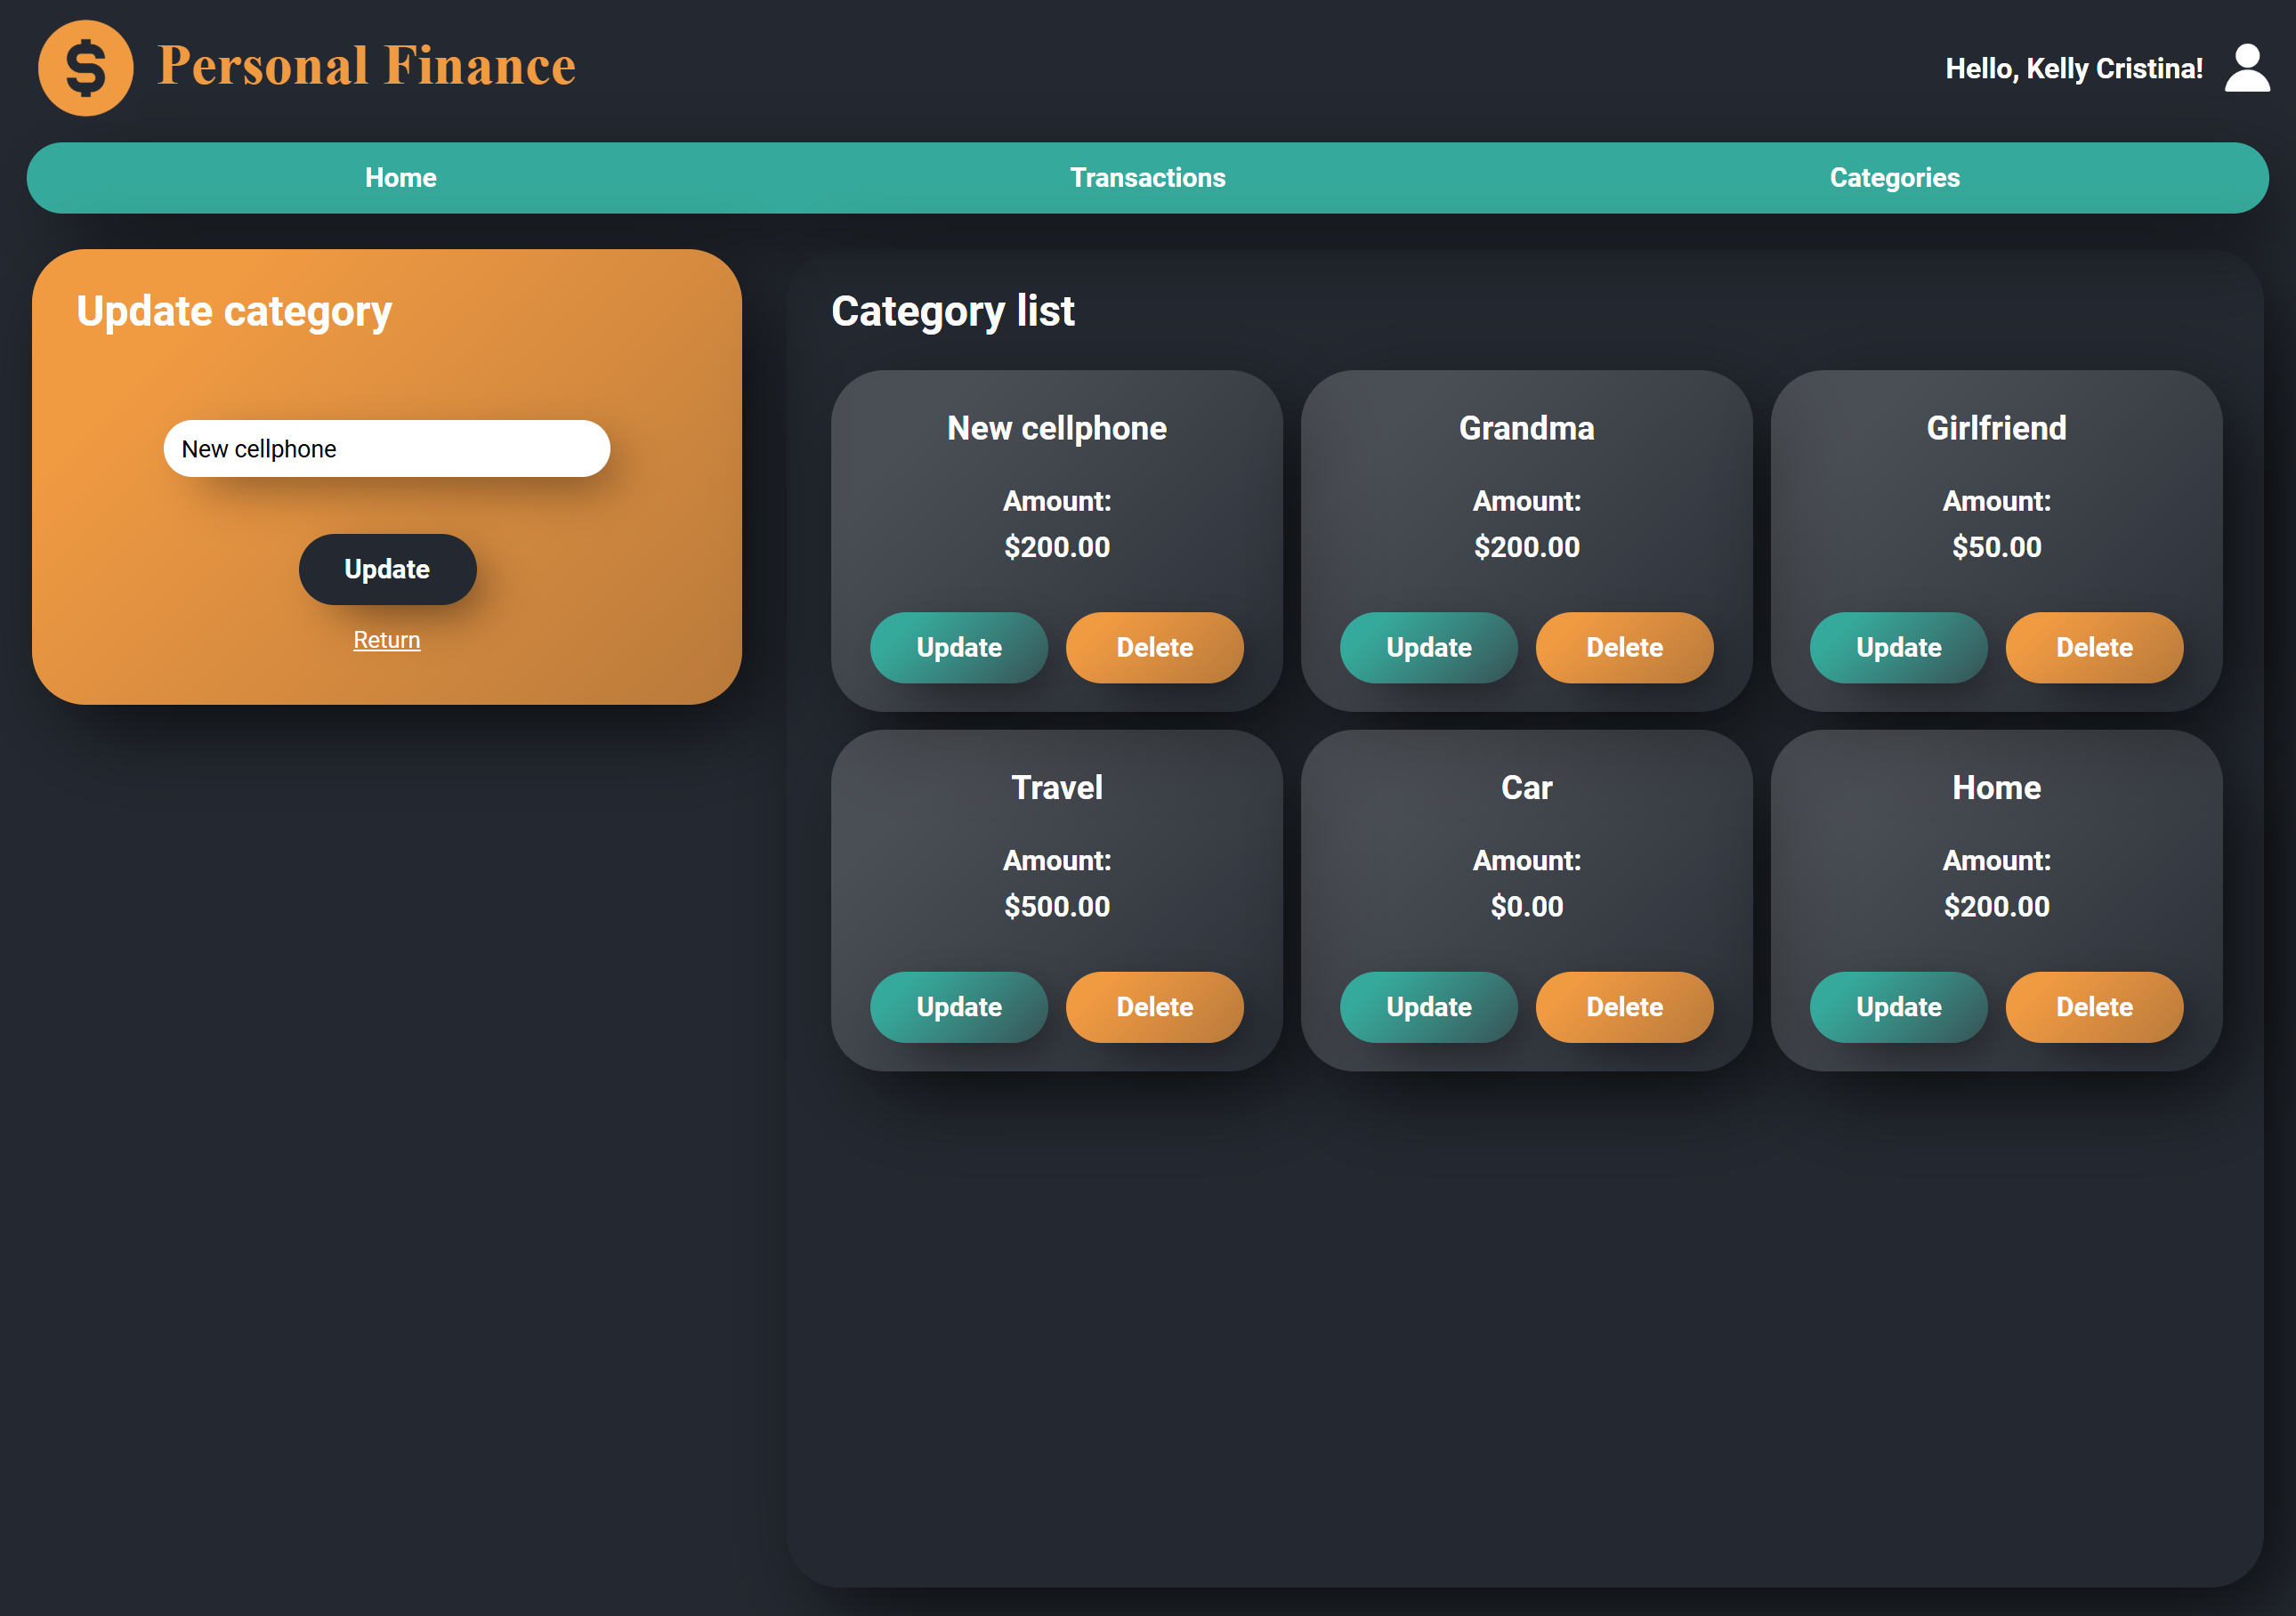 Personal Finance
Hello, Kelly Cristina!
Home
Transactions
Categories
Update category
New cellphone
Update
Return
Category list
New cellphone
Amount:
$200.00
Update
Delete
Grandma
Amount:
$200.00
Update
Delete
Girlfriend
Amount:
$50.00
Update
Delete
Travel
Amount:
$500.00
Update
Delete
Car
Amount:
$0.00
Update
Delete
Home
Amount:
$200.00
Update
Delete